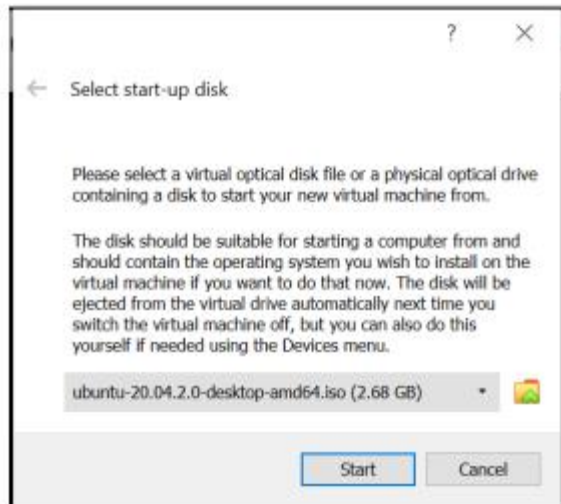 ?
Select start-up disk
Please select a virtual optical disk file or a physical optical drive
containing a disk to start your new virtual machine from.
The disk should be suitable for starting a computer from and
should contain the operating system you wish to install on the
virtual machine if you want to do that now. The disk will be
ejected from the virtual drive automatically next time you
switch the virtual machine off, but you can also do this
yourself if needed using the Devices menu.
ubuntu-20.04.2.0-desktop-amd64.iso (2.68 GB)
Start Cancel